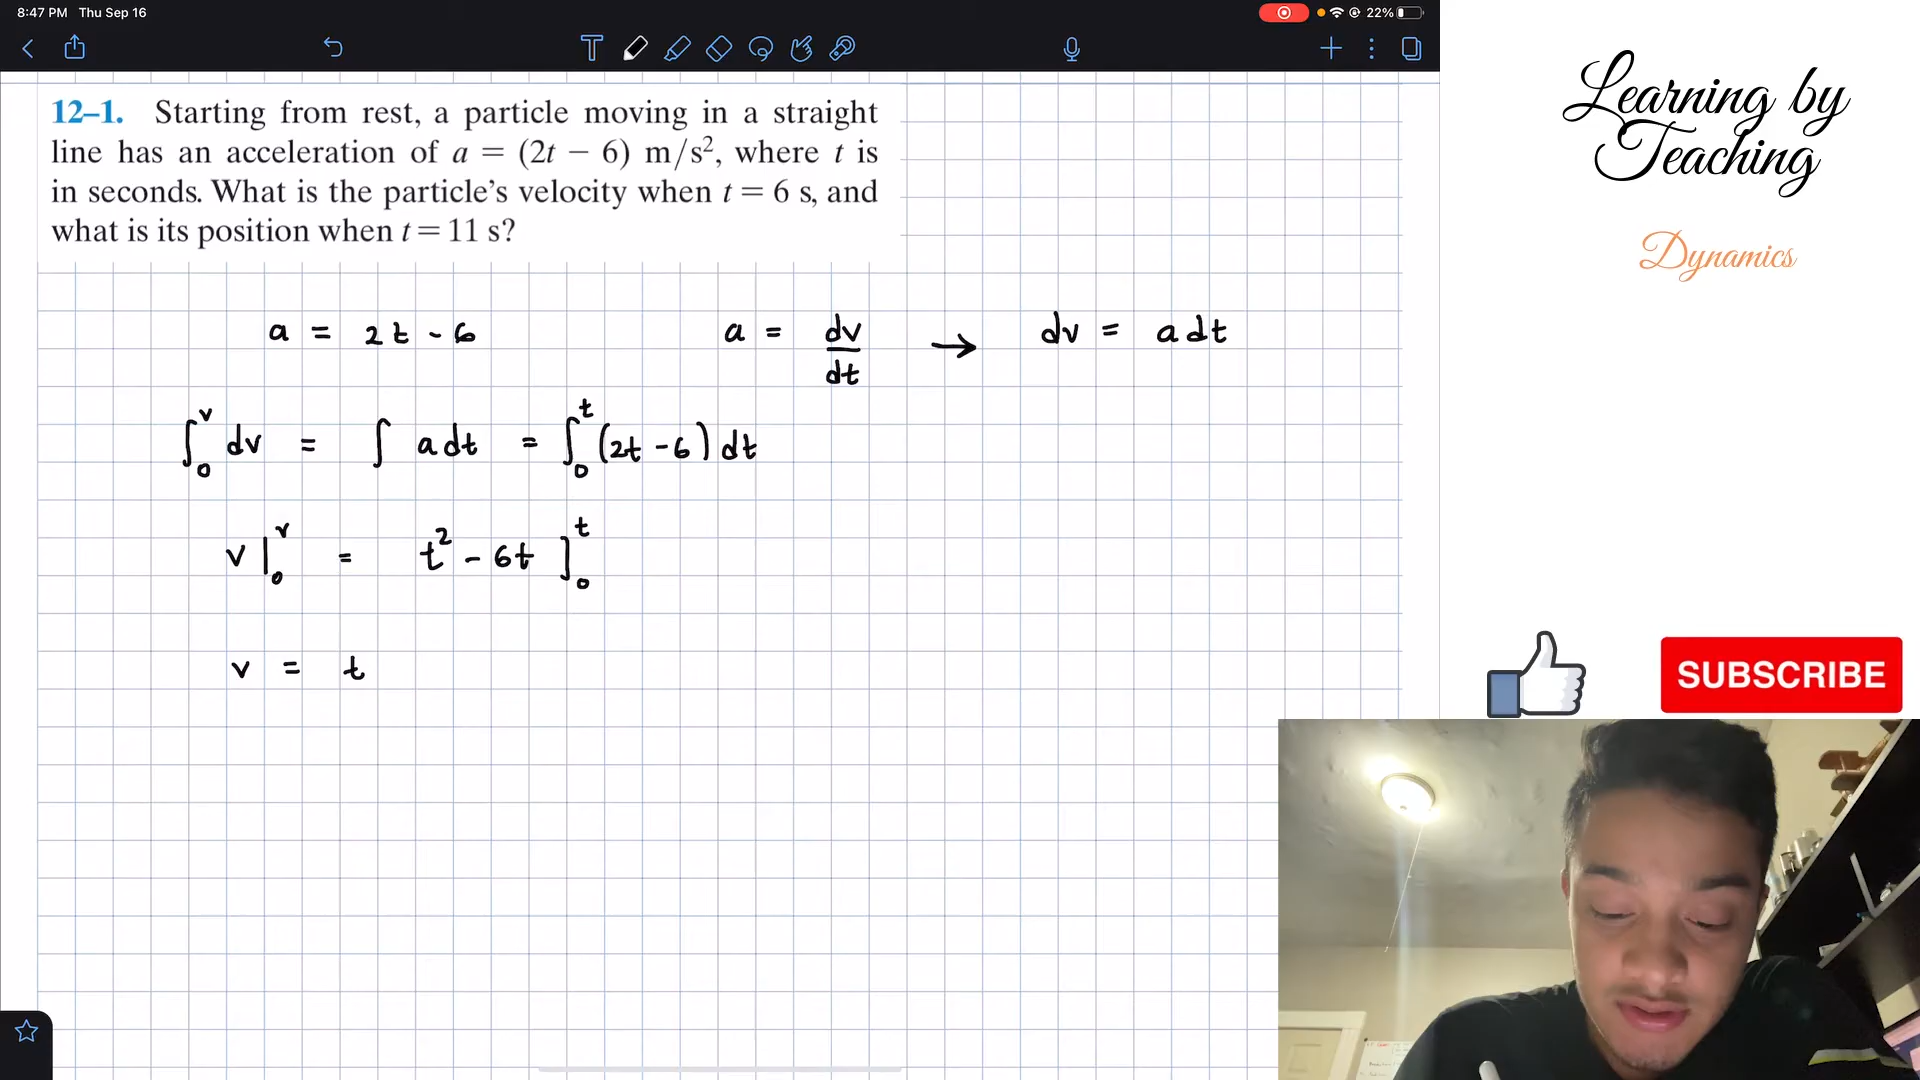 8:47 PM Thu Sep 16
22%
12–1. Starting from rest, a particle moving in a straight
line has an acceleration of a = (2t − 6) m/s², where t is
in seconds. What is the particle's velocity when t = 6 s, and
what is its position when t = 11 s?
a = 2t - 6 a = dv/dt → dv = a dt
∫₀ᵛ dv = ∫ a dt = ∫₀ᵗ (2t - 6) dt
v |₀ᵛ = t² - 6t ]₀ᵗ
v = t
Learning by
Teaching
Dynamics
SUBSCRIBE